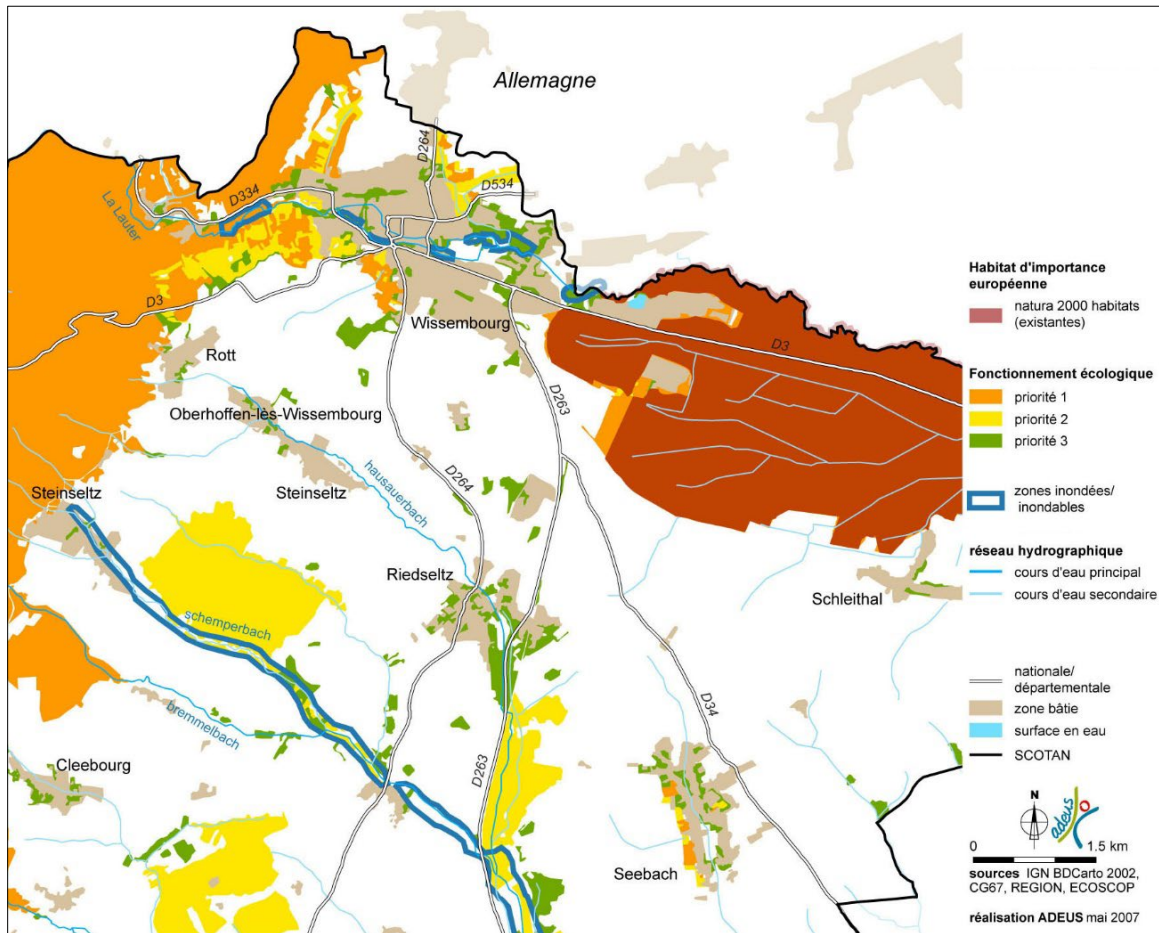 Allemagne
D264
D534
D334
La Lauter
D3
Wissembourg
D3
Rott
D263
Oberhoffen-lès-Wissembourg
hausauerbach
D264
Steinseltz
Steinseltz
Riedseltz
Schleithal
schemperbach
D34
bremmelbach
Cleebourg
D263
Seebach
Habitat d'importance
européenne
natura 2000 habitats
(existantes)
Fonctionnement écologique
priorité 1
priorité 2
priorité 3
zones inondées/
inondables
réseau hydrographique
cours d'eau principal
cours d'eau secondaire
nationale/
départementale
zone bâtie
surface en eau
SCOTAN
N
adeus
0 1.5 km
sources IGN BDCarto 2002,
CG67, REGION, ECOSCOP
réalisation ADEUS mai 2007